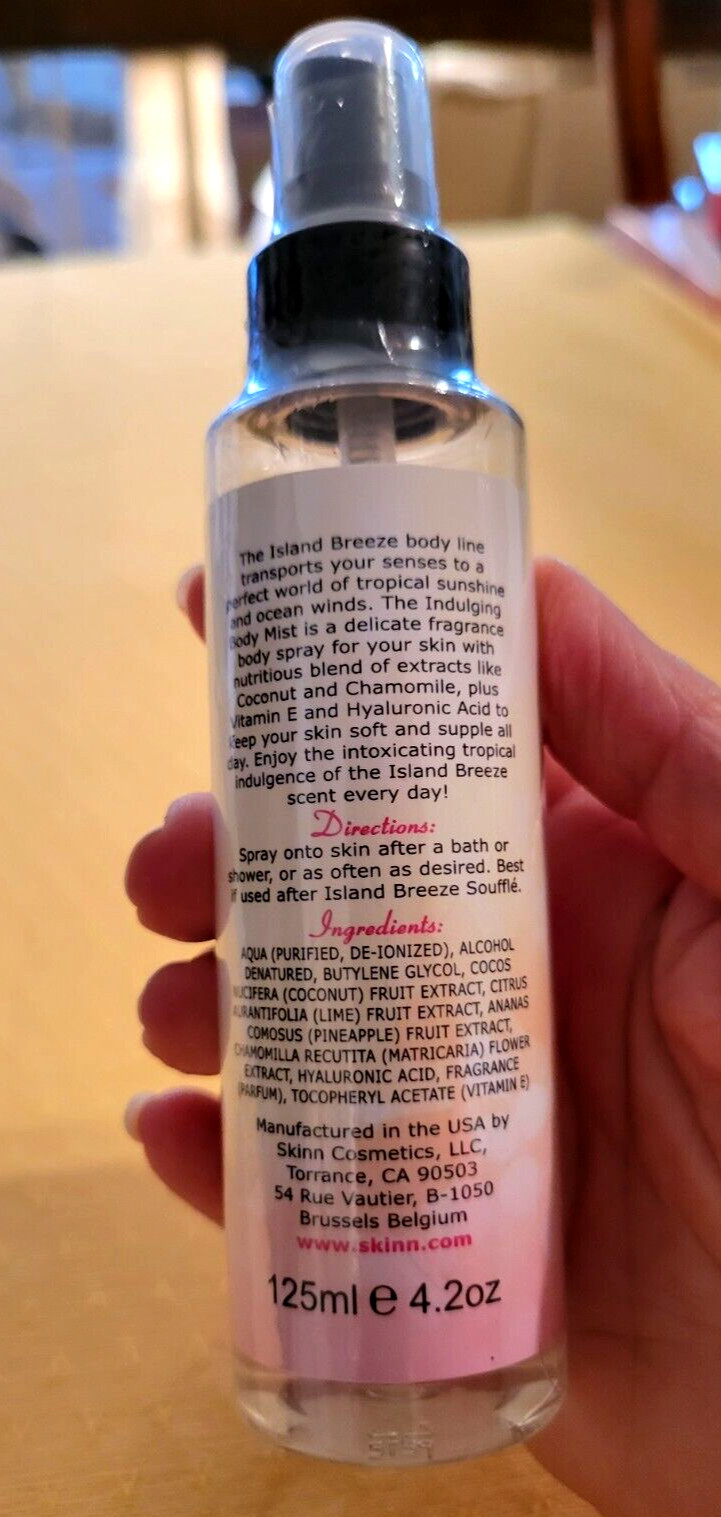 The Island Breeze body line
transports your senses to a
perfect world of tropical sunshine
and ocean winds. The Indulging
Body Mist is a delicate fragrance
body spray for your skin with
nutritious blend of extracts like
Coconut and Chamomile, plus
Vitamin E and Hyaluronic Acid to
keep your skin soft and supple all
day. Enjoy the intoxicating tropical
indulgence of the Island Breeze
scent every day!
Directions:
Spray onto skin after a bath or
shower, or as often as desired. Best
if used after Island Breeze Soufflé.
Ingredients:
AQUA (PURIFIED, DE-IONIZED), ALCOHOL
DENATURED, BUTYLENE GLYCOL, COCOS
NUCIFERA (COCONUT) FRUIT EXTRACT, CITRUS
AURANTIFOLIA (LIME) FRUIT EXTRACT, ANANAS
COMOSUS (PINEAPPLE) FRUIT EXTRACT,
CHAMOMILLA RECUTITA (MATRICARIA) FLOWER
EXTRACT, HYALURONIC ACID, FRAGRANCE
(PARFUM), TOCOPHERYL ACETATE (VITAMIN E)
Manufactured in the USA by
Skinn Cosmetics, LLC,
Torrance, CA 90503
54 Rue Vautier, B-1050
Brussels Belgium
www.skinn.com
125ml e 4.2oz